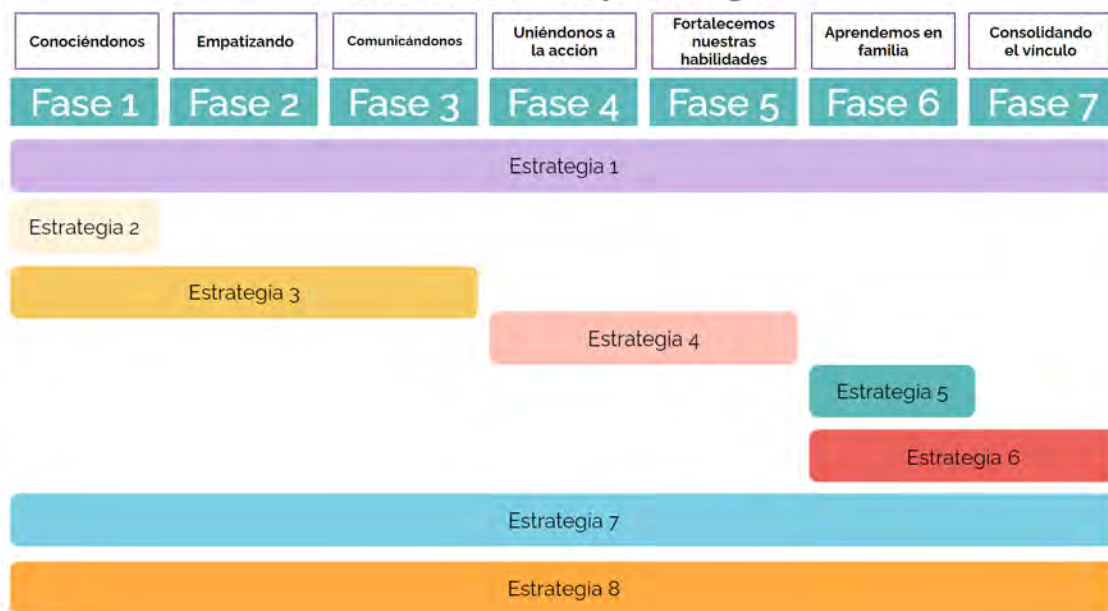 Conociéndonos
Empatizando
Comunicándonos
Uniéndonos a
la acción
Fortalecemos
nuestras
habilidades
Aprendemos en
familia
Consolidando
el vínculo
Fase 1
Fase 2
Fase 3
Fase 4
Fase 5
Fase 6
Fase 7
Estrategia 1
Estrategia 2
Estrategia 3
Estrategia 4
Estrategia 5
Estrategia 6
Estrategia 7
Estrategia 8